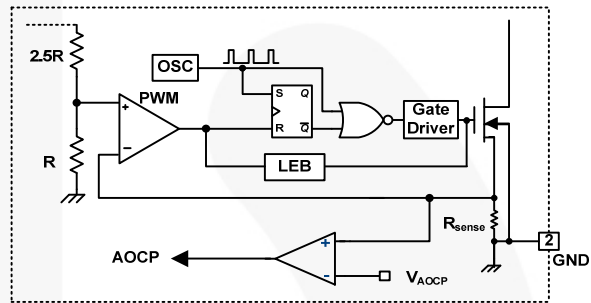 2.5R
OSC
PWM
S Q
R Q̅
Gate
Driver
R
LEB
Rsense
2
GND
AOCP
VAOCP
+
-
+
-